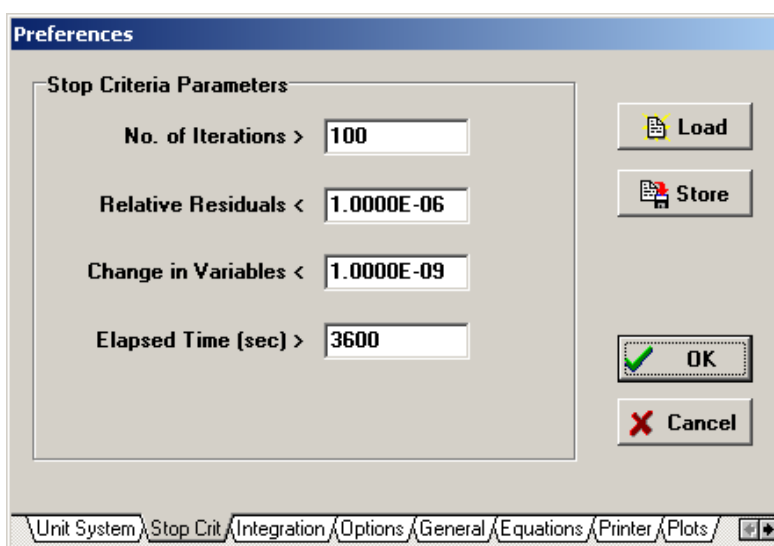 Preferences
Stop Criteria Parameters
No. of Iterations > 100
Relative Residuals < 1.0000E-06
Change in Variables < 1.0000E-09
Elapsed Time (sec) > 3600
Load
Store
OK
Cancel
Unit System Stop Crit Integration Options General Equations Printer Plots